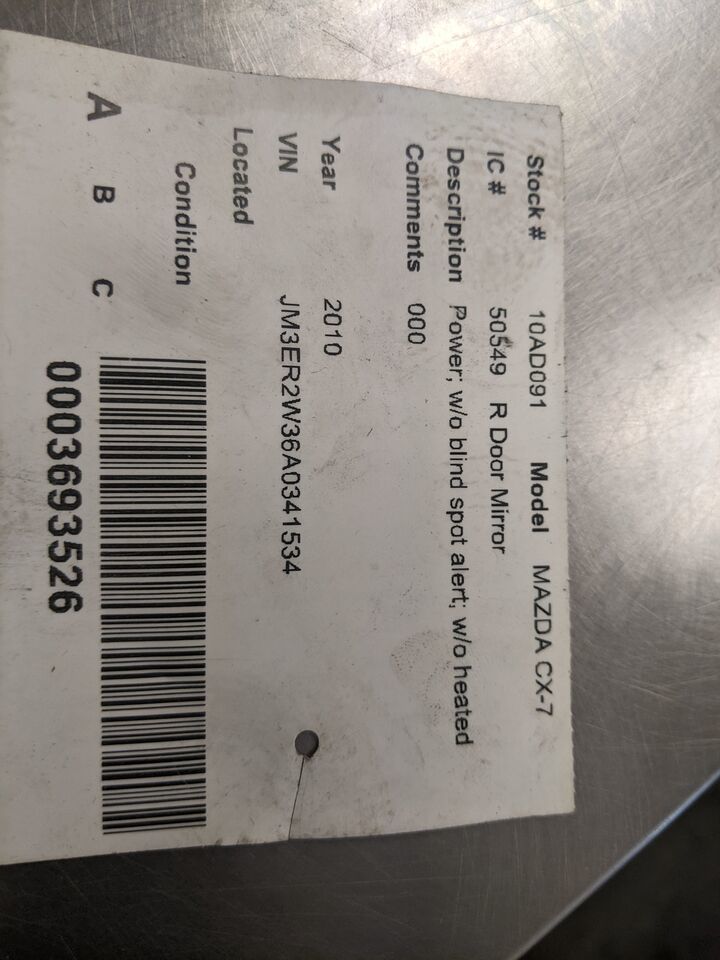 Stock # 10AD091 Model MAZDA CX-7
IC # 50549 R Door Mirror
Description Power; w/o blind spot alert; w/o heated
Comments 000
Year 2010
VIN JM3ER2W36A0341534
Located
Condition
A B C
0003693526